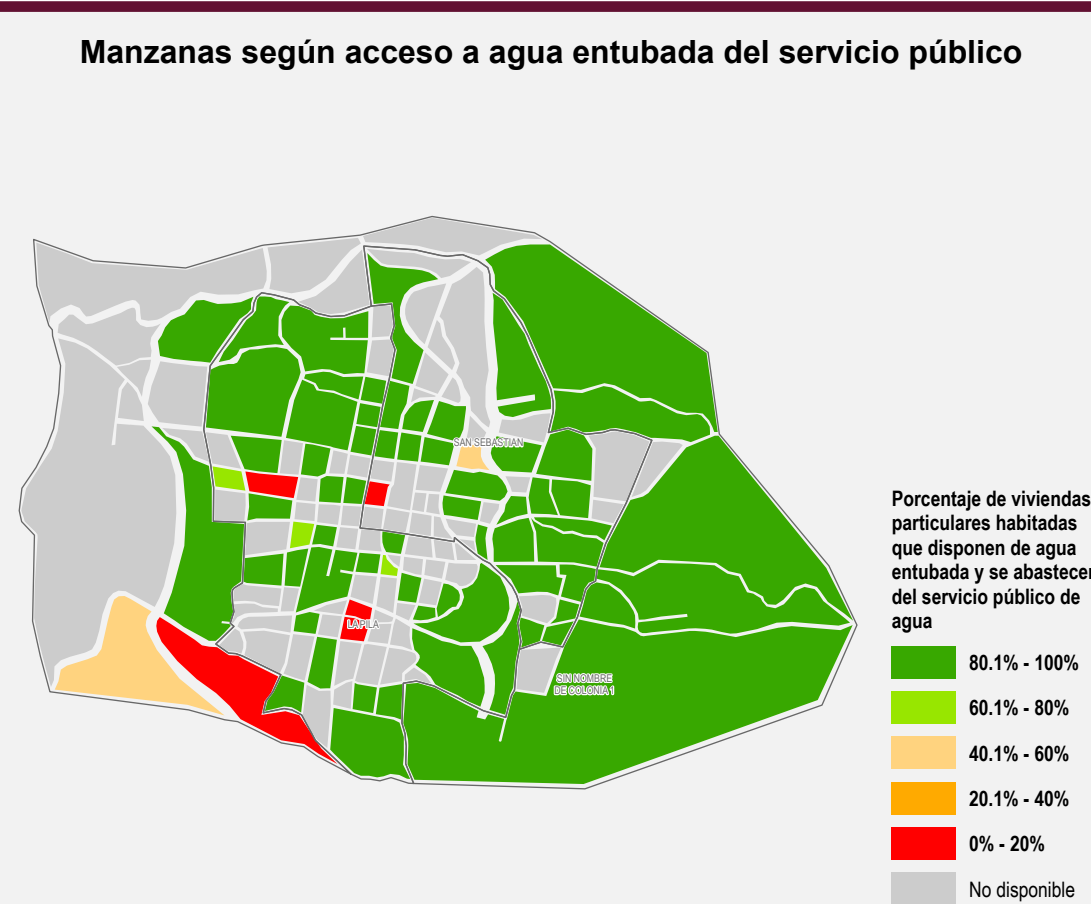 Manzanas según acceso a agua entubada del servicio público
SAN SEBASTIAN
LA PILA
SIN NOMBRE
DE COLONIA 1
Porcentaje de viviendas
particulares habitadas
que disponen de agua
entubada y se abastecen
del servicio público de
agua
80.1% - 100%
60.1% - 80%
40.1% - 60%
20.1% - 40%
0% - 20%
No disponible